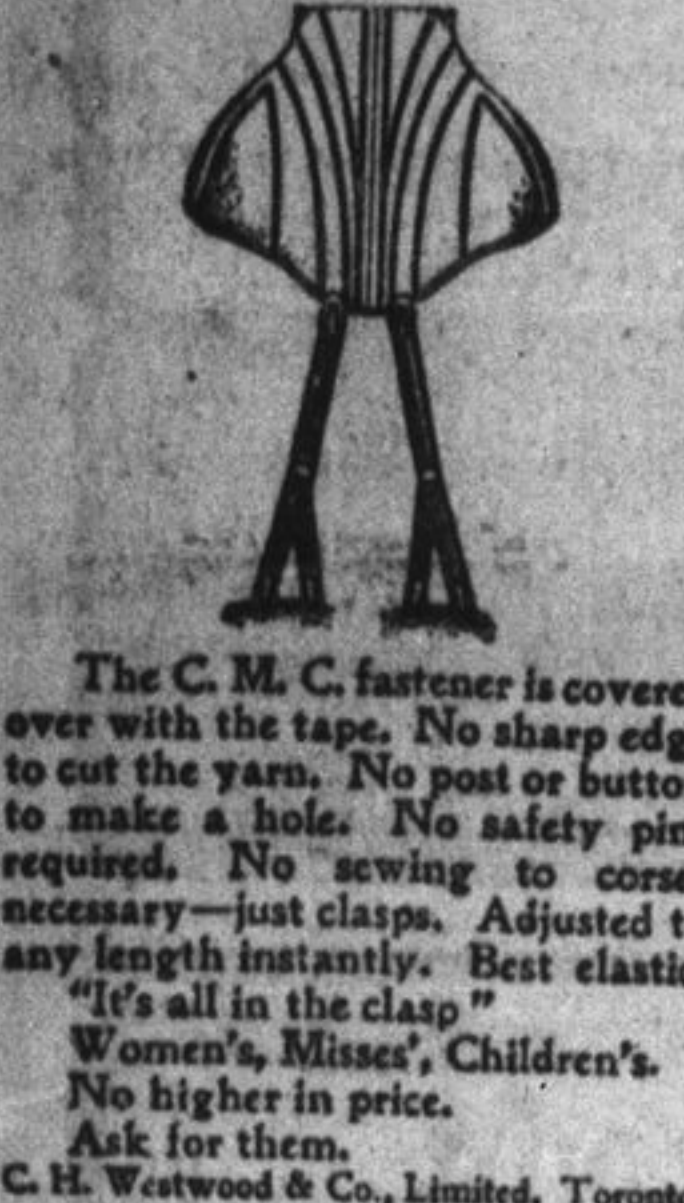 The C. M. C. fastener is covere
over with the tape. No sharp edg
to cut the yarn. No post or butto
to make a hole. No safety pin
required. No sewing to corse
necessary—just clasps. Adjusted t
any length instantly. Best elastic
"It's all in the clasp"
Women's, Misses', Children's.
No higher in price.
Ask for them.
C. H. Westwood & Co., Limited, Toronto